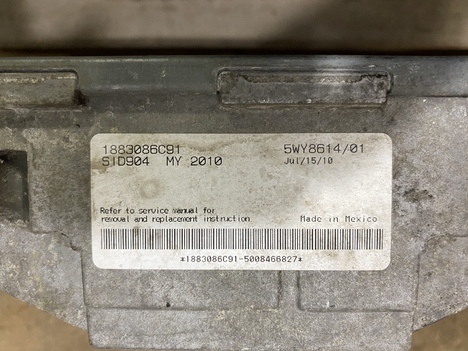 1883086C91 5WY8614/01
SID904 MY 2010 Jul/15/10
Refer to service manual for
removal and replacement instruction Made in Mexico
*1883086C91-5008466827*